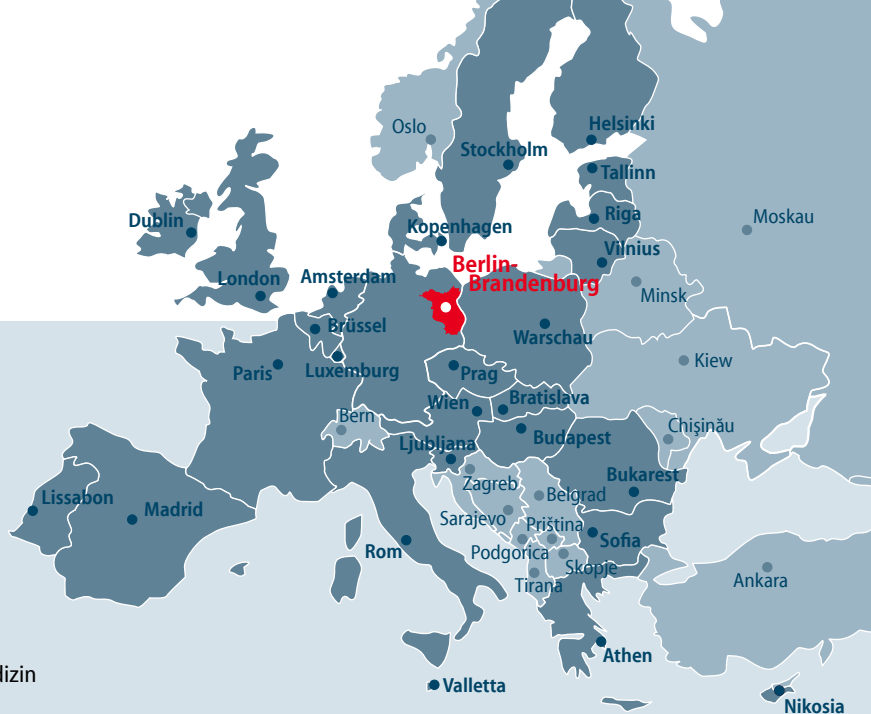 Oslo
Helsinki
Stockholm
Tallinn
Riga
Moskau
Dublin
Kopenhagen
Vilnius
Berlin-
Brandenburg
London
Amsterdam
Minsk
Brüssel
Warschau
Paris
Luxemburg
Prag
Kiew
Wien
Bratislava
Bern
Ljubljana
Budapest
Chişinău
Zagreb
Bukarest
Lissabon
Madrid
Belgrad
Sarajevo
Priština
Rom
Podgorica
Sofia
Skopje
Tirana
Ankara
Athen
dizin
Valletta
Nikosia